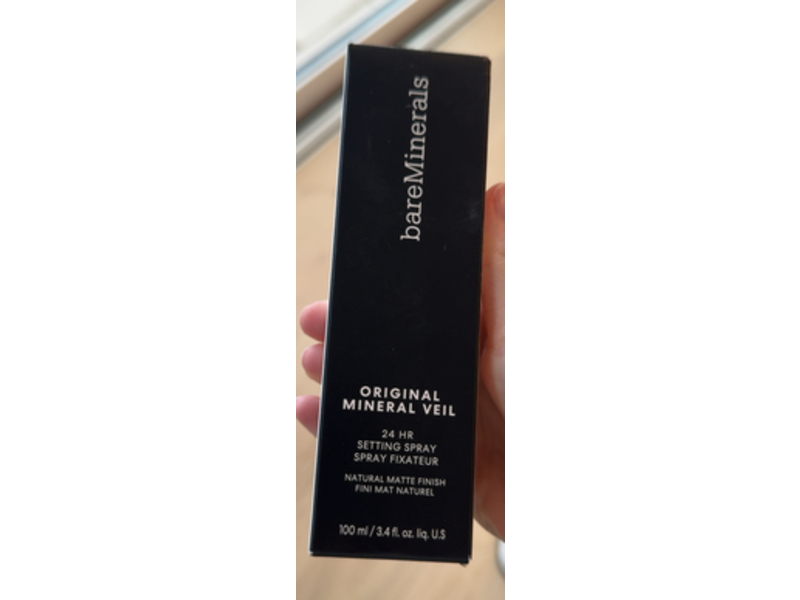 bareMinerals
ORIGINAL
MINERAL VEIL
24 HR
SETTING SPRAY
SPRAY FIXATEUR
NATURAL MATTE FINISH
FINI MAT NATUREL
100 ml / 3.4 fl. oz. liq. U.S